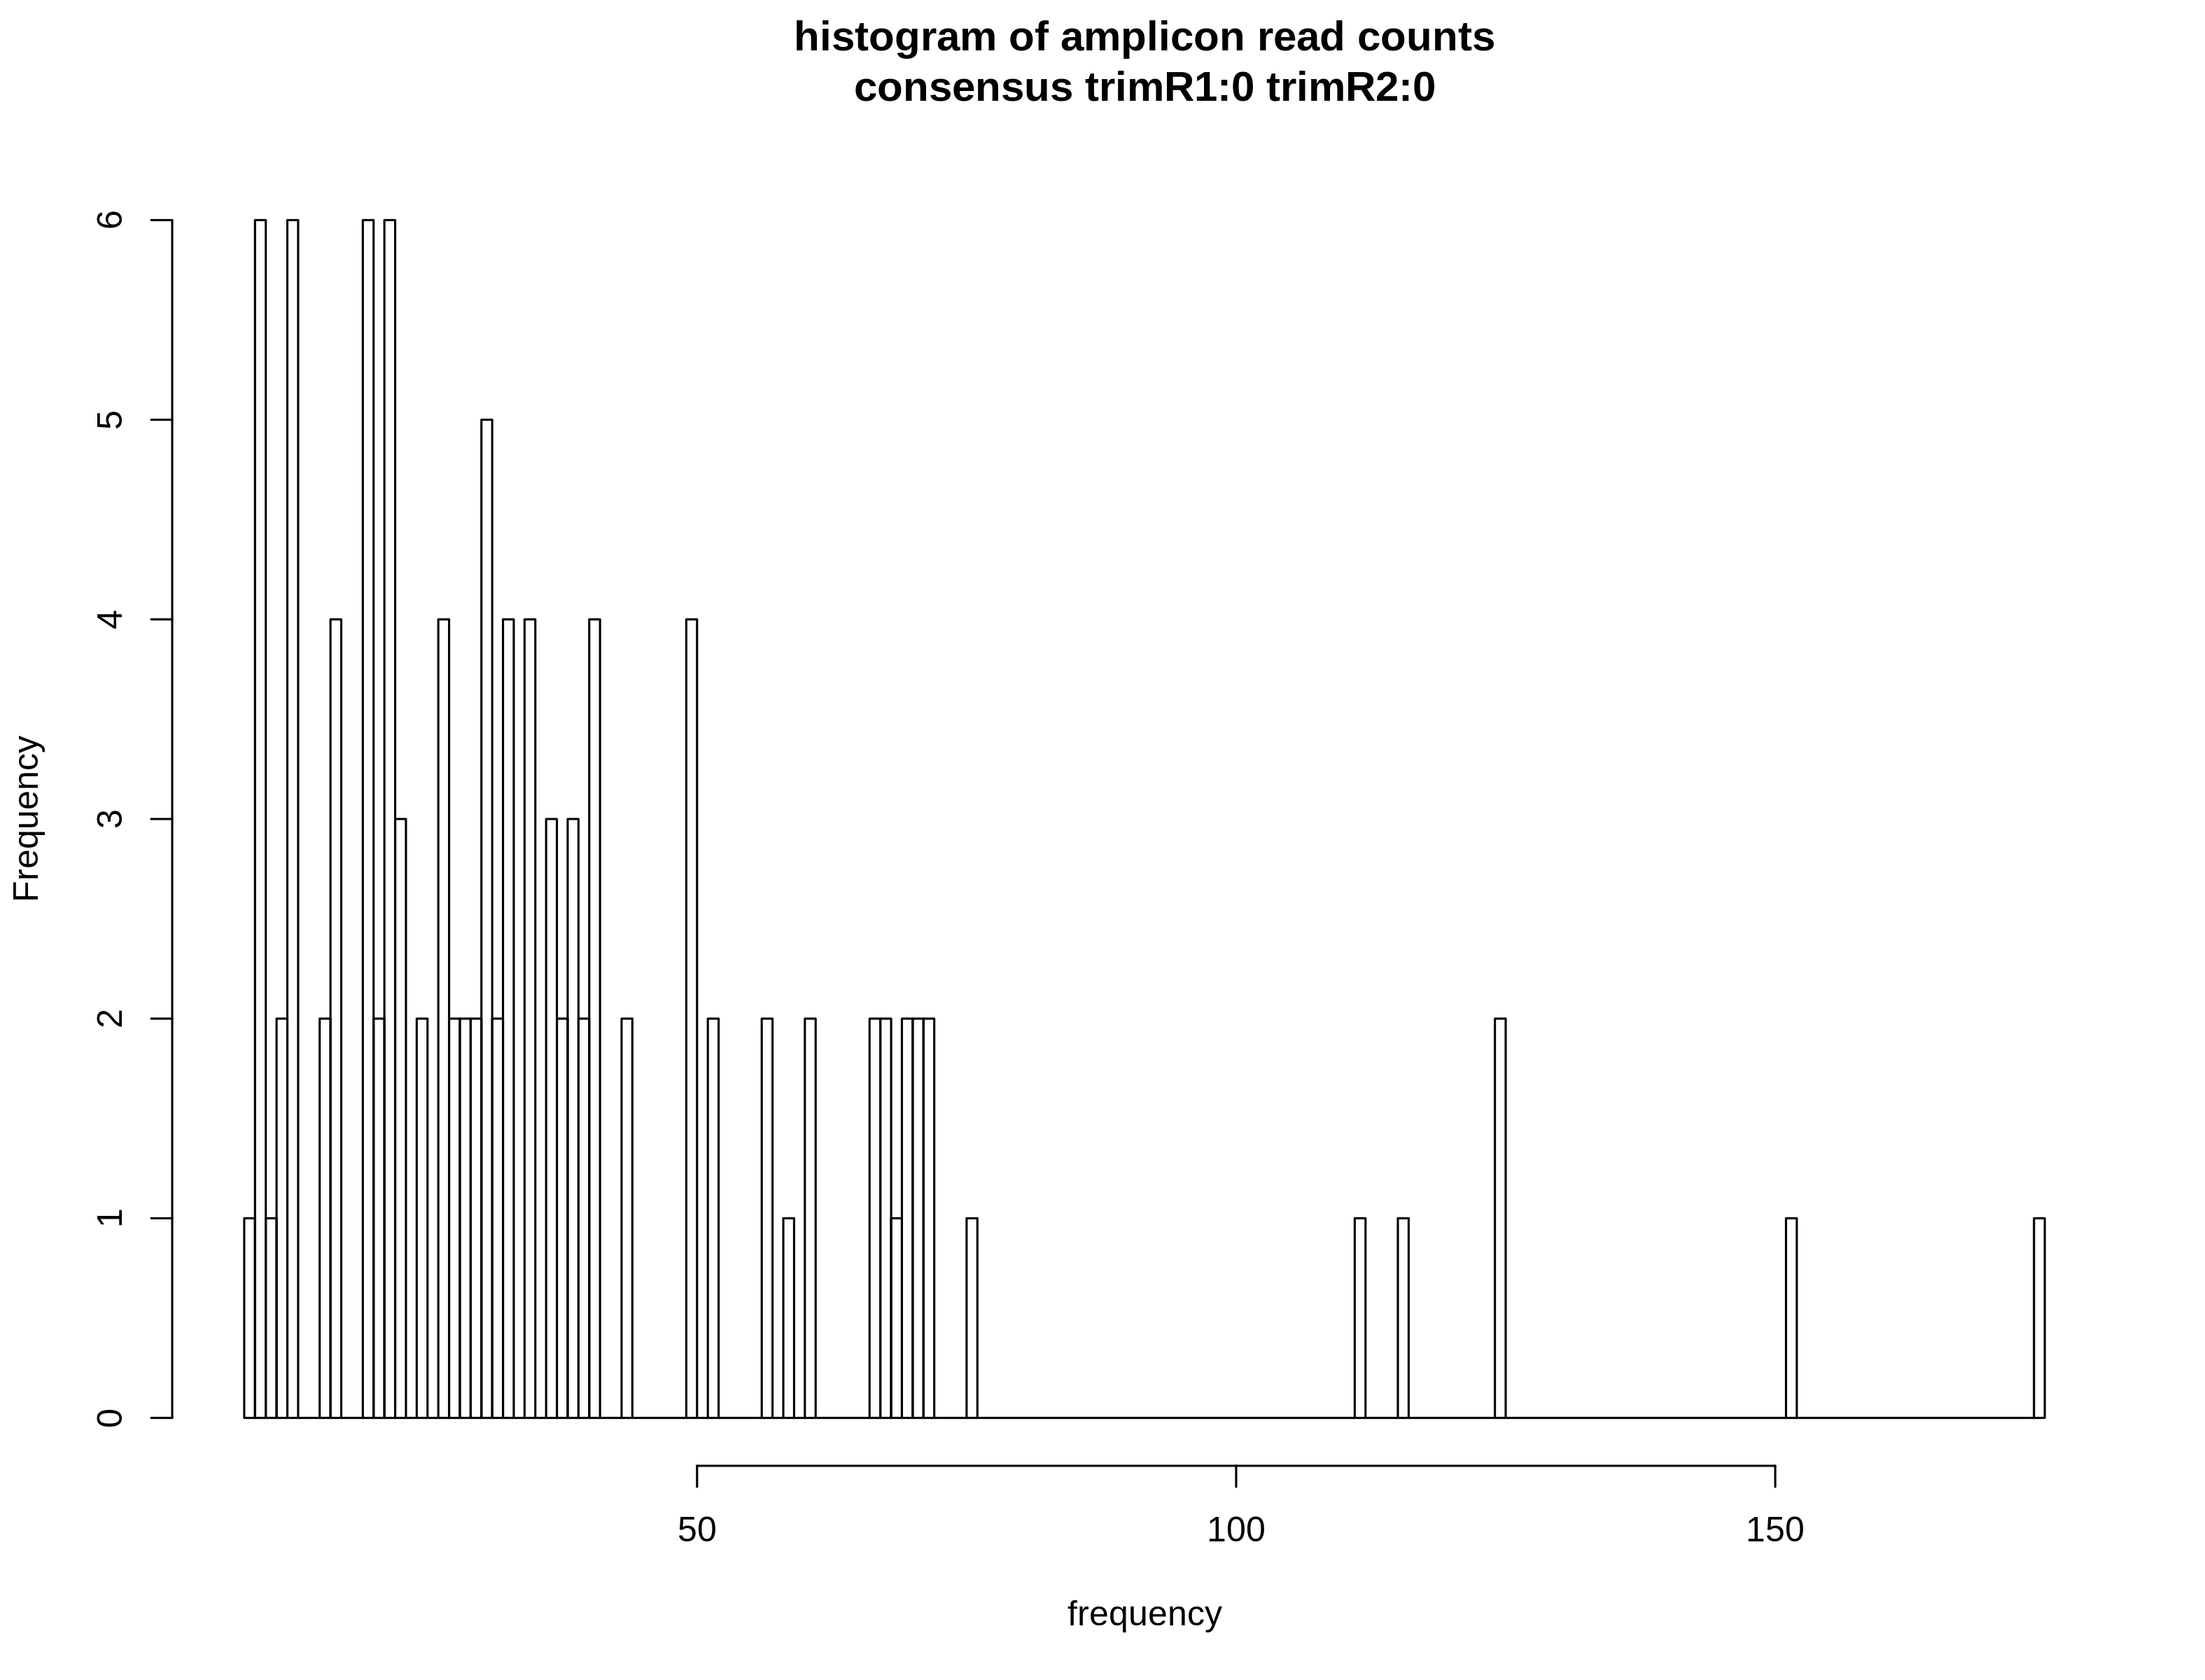 histogram of amplicon read counts
consensus trimR1:0 trimR2:0
6
5
4
3
2
1
0
Frequency
50 100 150
frequency